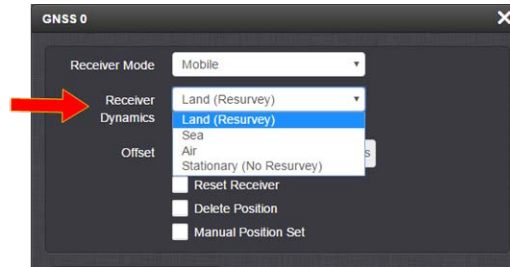 GNSS 0
Receiver Mode Mobile
Receiver Dynamics Land (Resurvey)
Land (Resurvey)
Sea
Air
Stationary (No Resurvey)
Offset s
Reset Receiver
Delete Position
Manual Position Set